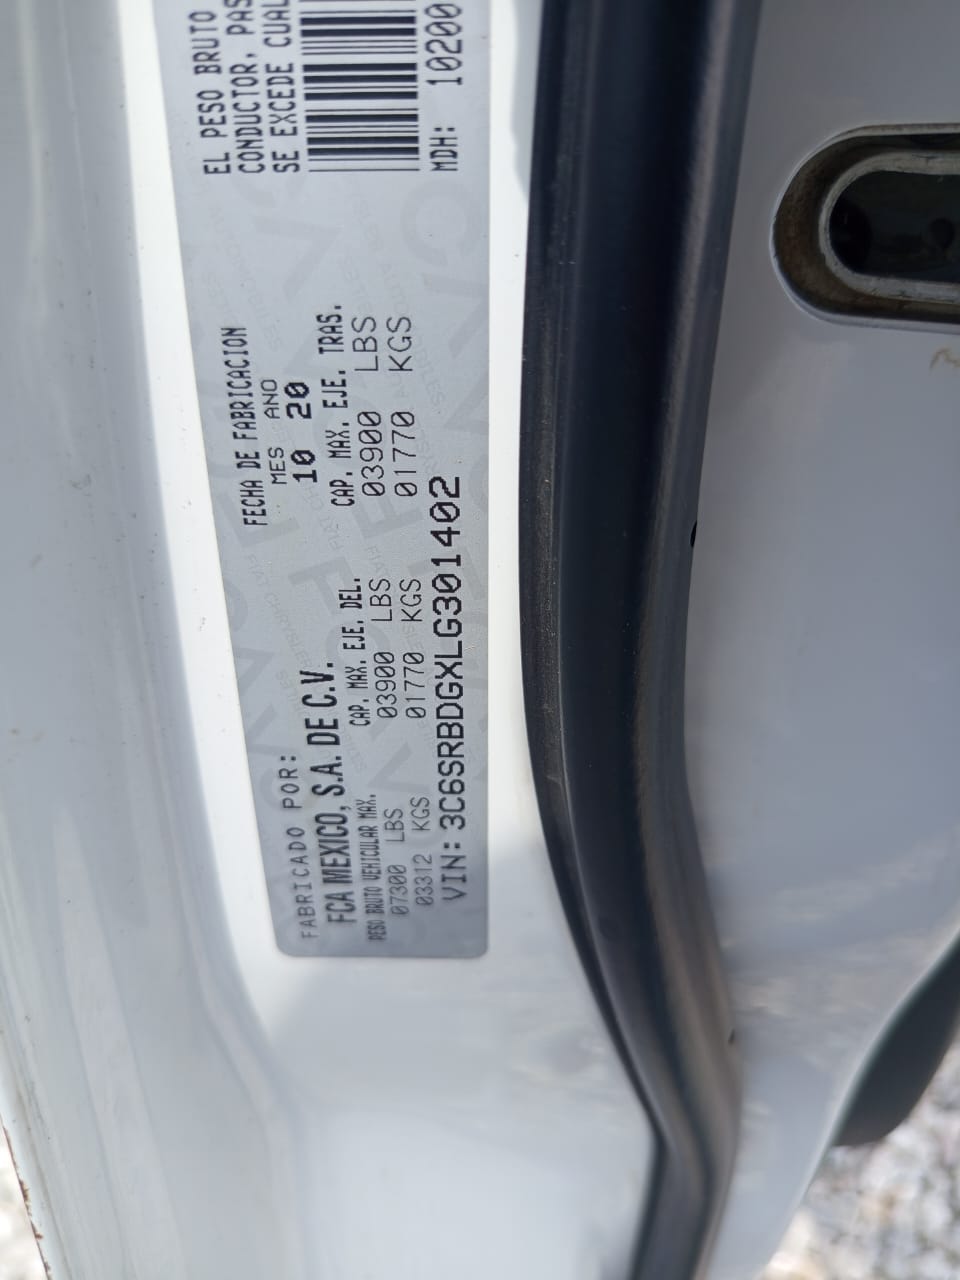 FABRICADO POR:
FCA MEXICO, S.A. DE C.V.
FECHA DE FABRICACION
MES ANO
10 20
PESO BRUTO VEHICULAR MAX.
07300 LBS
03312 KGS
CAP. MAX. EJE. DEL.
03900 LBS
01770 KGS
CAP. MAX. EJE. TRAS.
03900 LBS
01770 KGS
VIN: 3C6SRBDGXLG301402
EL PESO BRUTO
CONDUCTOR, PAS
SE EXCEDE CUAL
MDH: 10200